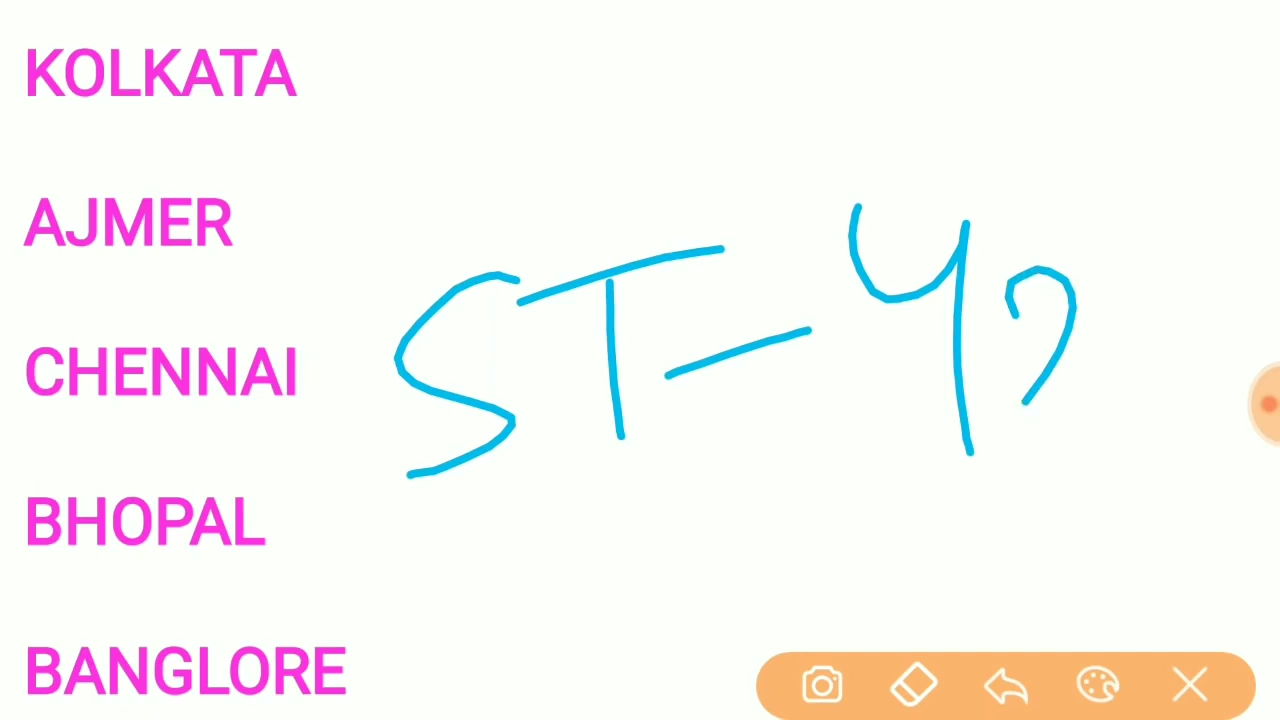 KOLKATA
AJMER
CHENNAI
BHOPAL
BANGLORE
ST-4